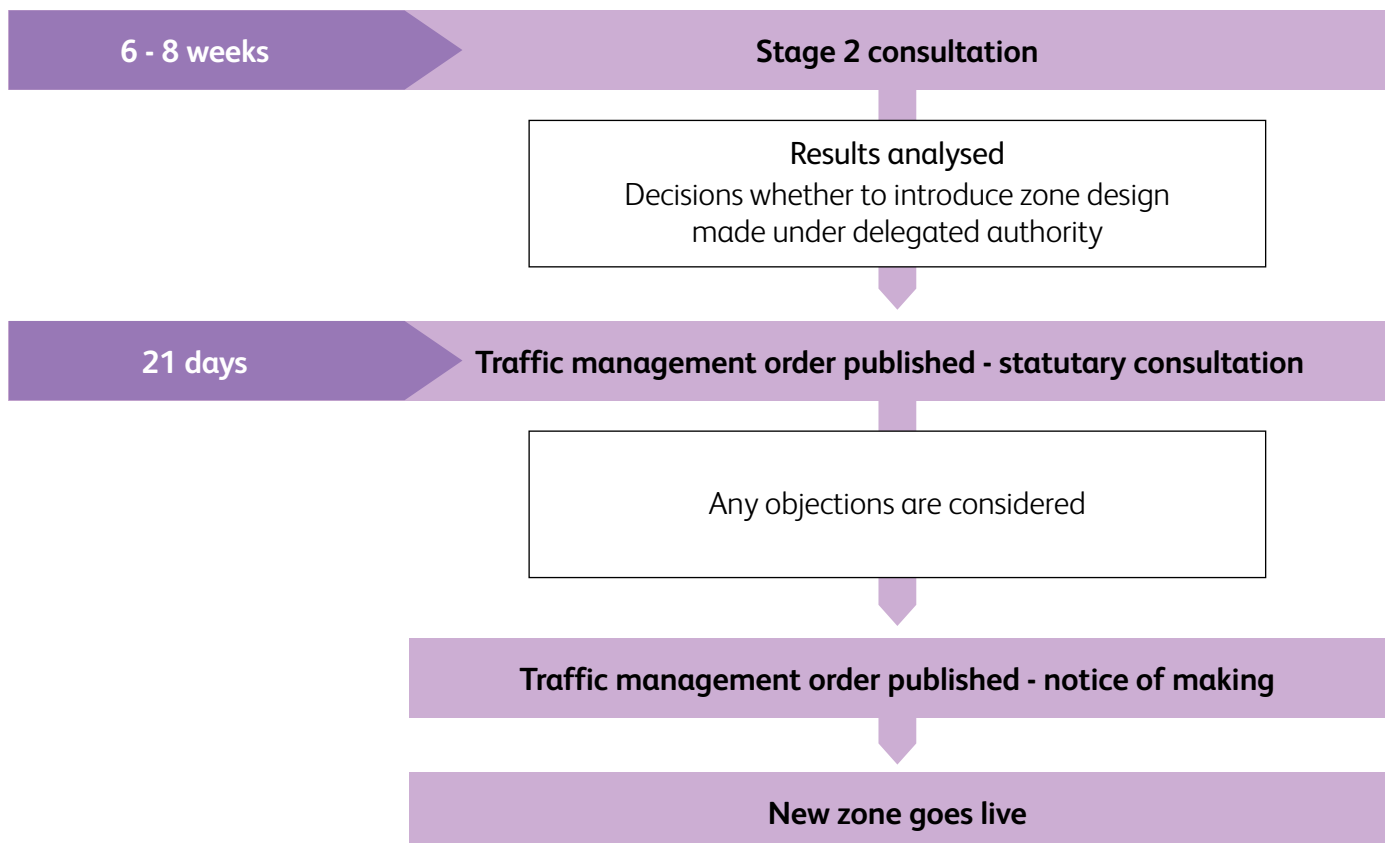 6 - 8 weeks
Stage 2 consultation
Results analysed
Decisions whether to introduce zone design
made under delegated authority
21 days
Traffic management order published - statutary consultation
Any objections are considered
Traffic management order published - notice of making
New zone goes live